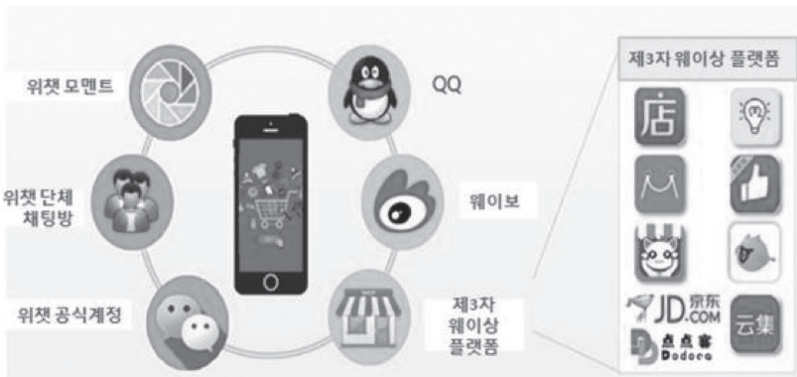 위챗 모멘트
QQ
위챗 단체
채팅방
웨이보
위챗 공식계정
제3자
웨이상
플랫폼
제3자 웨이상 플랫폼
店
JD.COM 京东
点点客
Dodoca
云集